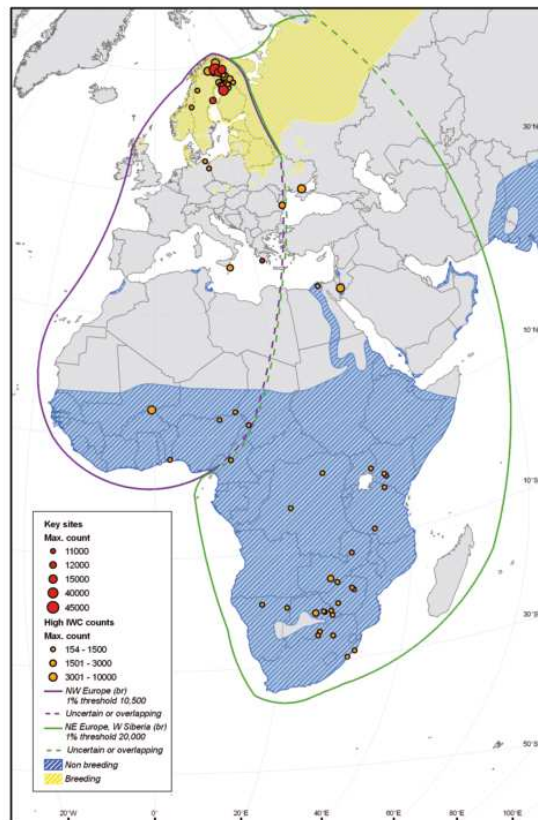 30°N
10°N
10°S
30°S
50°S
Key sites
Max. count
11000
12000
15000
40000
45000
High IWC counts
Max. count
154 - 1500
1501 - 3000
3001 - 10000
NW Europe (br)
1% threshold 10,500
Uncertain or overlapping
NE Europe, W Siberia (br)
1% threshold 20,000
Uncertain or overlapping
Non breeding
Breeding
20°W 0°E 20°E 40°E 60°E 80°E 100°E